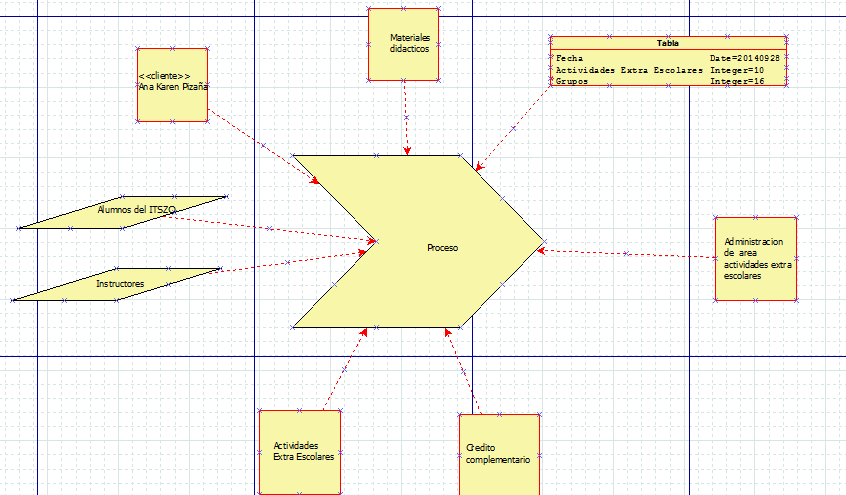 Materiales
didacticos
Tabla
Fecha Date=20140928
Actividades Extra Escolares Integer=10
Grupos Integer=16
<<cliente>>
Ana Karen Pizaña
Alumnos del ITSZO
Proceso
Administracion
de area
actividades extra
escolares
Instructores
Actividades
Extra Escolares
Credito
complementario